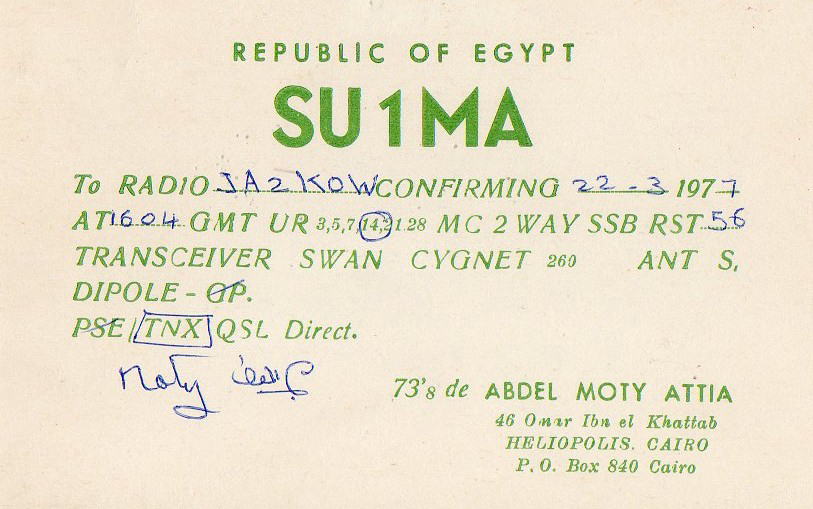 REPUBLIC OF EGYPT
SU1MA
To RADIO JA2KOW CONFIRMING 22-3 1977
AT 1604 GMT UR 3,5,7,14,21.28 MC 2 WAY SSB RST 56
TRANSCEIVER SWAN CYGNET 260 ANT S,
DIPOLE - GP.
PSE/TNX QSL Direct.
Moty
73's de ABDEL MOTY ATTIA
46 Omar Ibn el Khattab
HELIOPOLIS. CAIRO
P. O. Box 840 Cairo